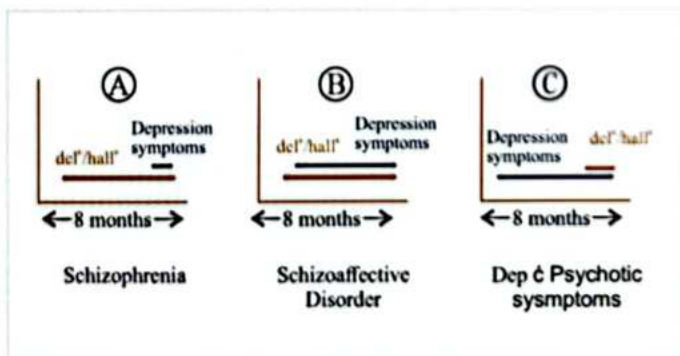 A
Depression
symptoms
del"/hall"
8 months
Schizophrenia
B
Depression
del"/hall" symptoms
8 months
Schizoaffective
Disorder
C
del"/hall"
Depression
symptoms
8 months
Dep c̄ Psychotic
sysmptoms